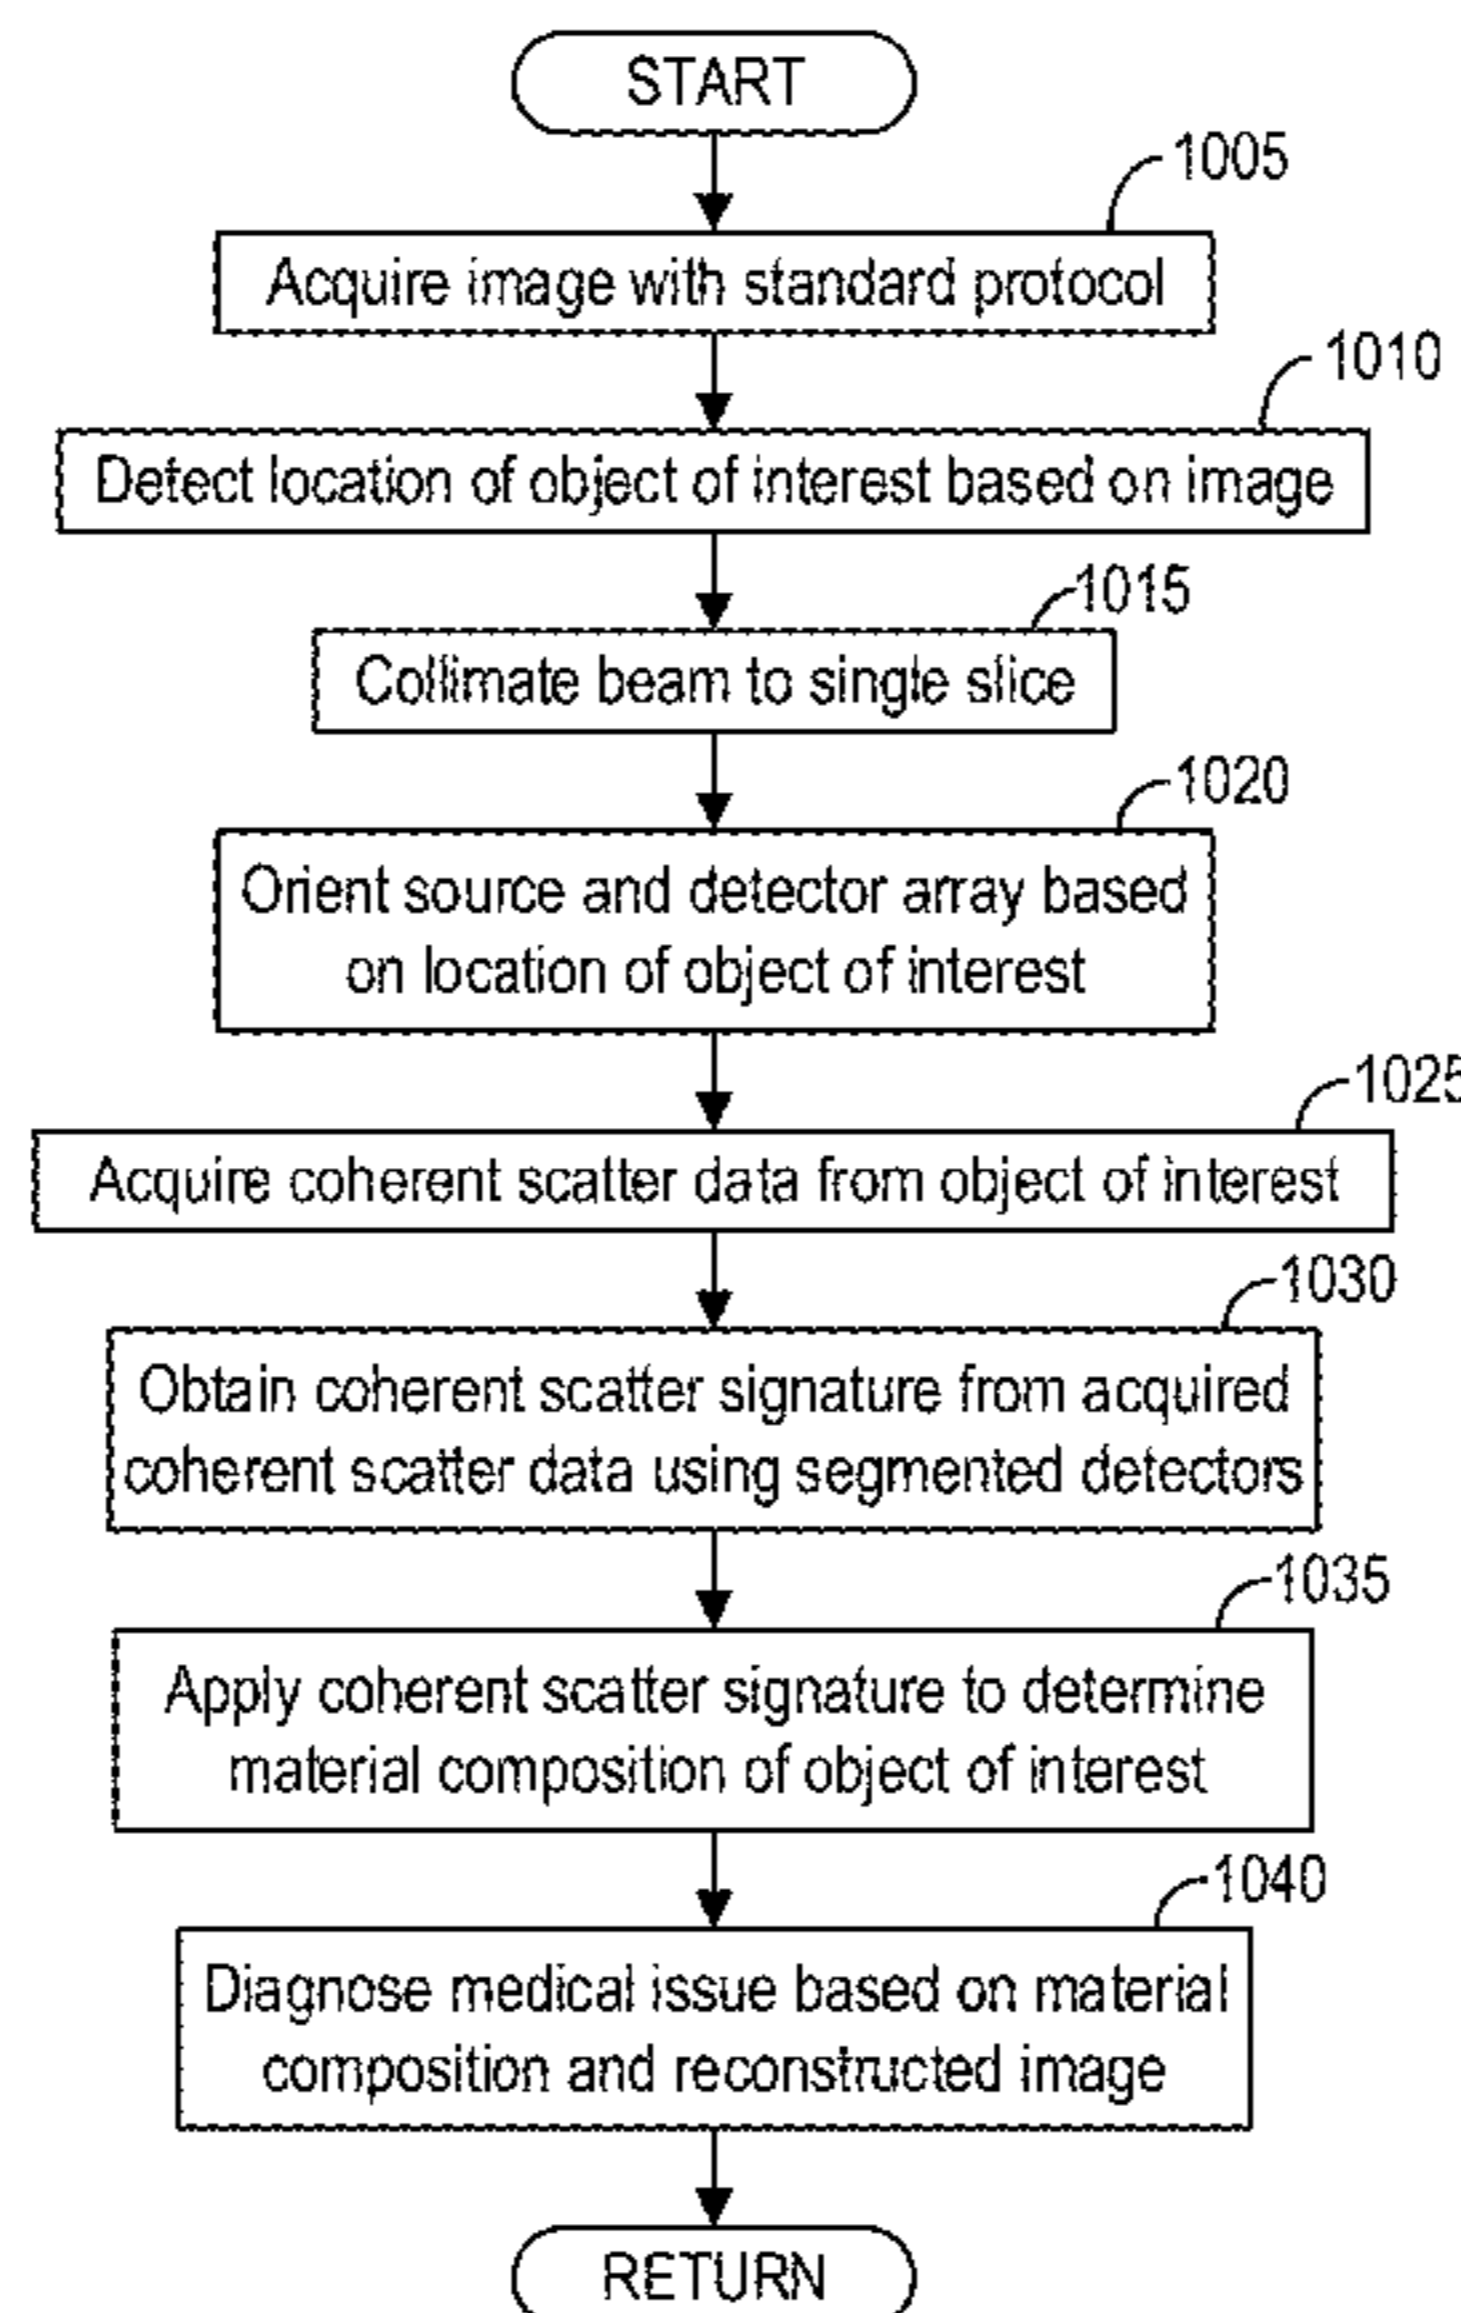 START
1005
Acquire image with standard protocol
1010
Detect location of object of interest based on image
1015
Collimate beam to single slice
1020
Orient source and detector array based
on location of object of interest
1025
Acquire coherent scatter data from object of interest
1030
Obtain coherent scatter signature from acquired
coherent scatter data using segmented detectors
1035
Apply coherent scatter signature to determine
material composition of object of interest
1040
Diagnose medical issue based on material
composition and reconstructed image
RETURN